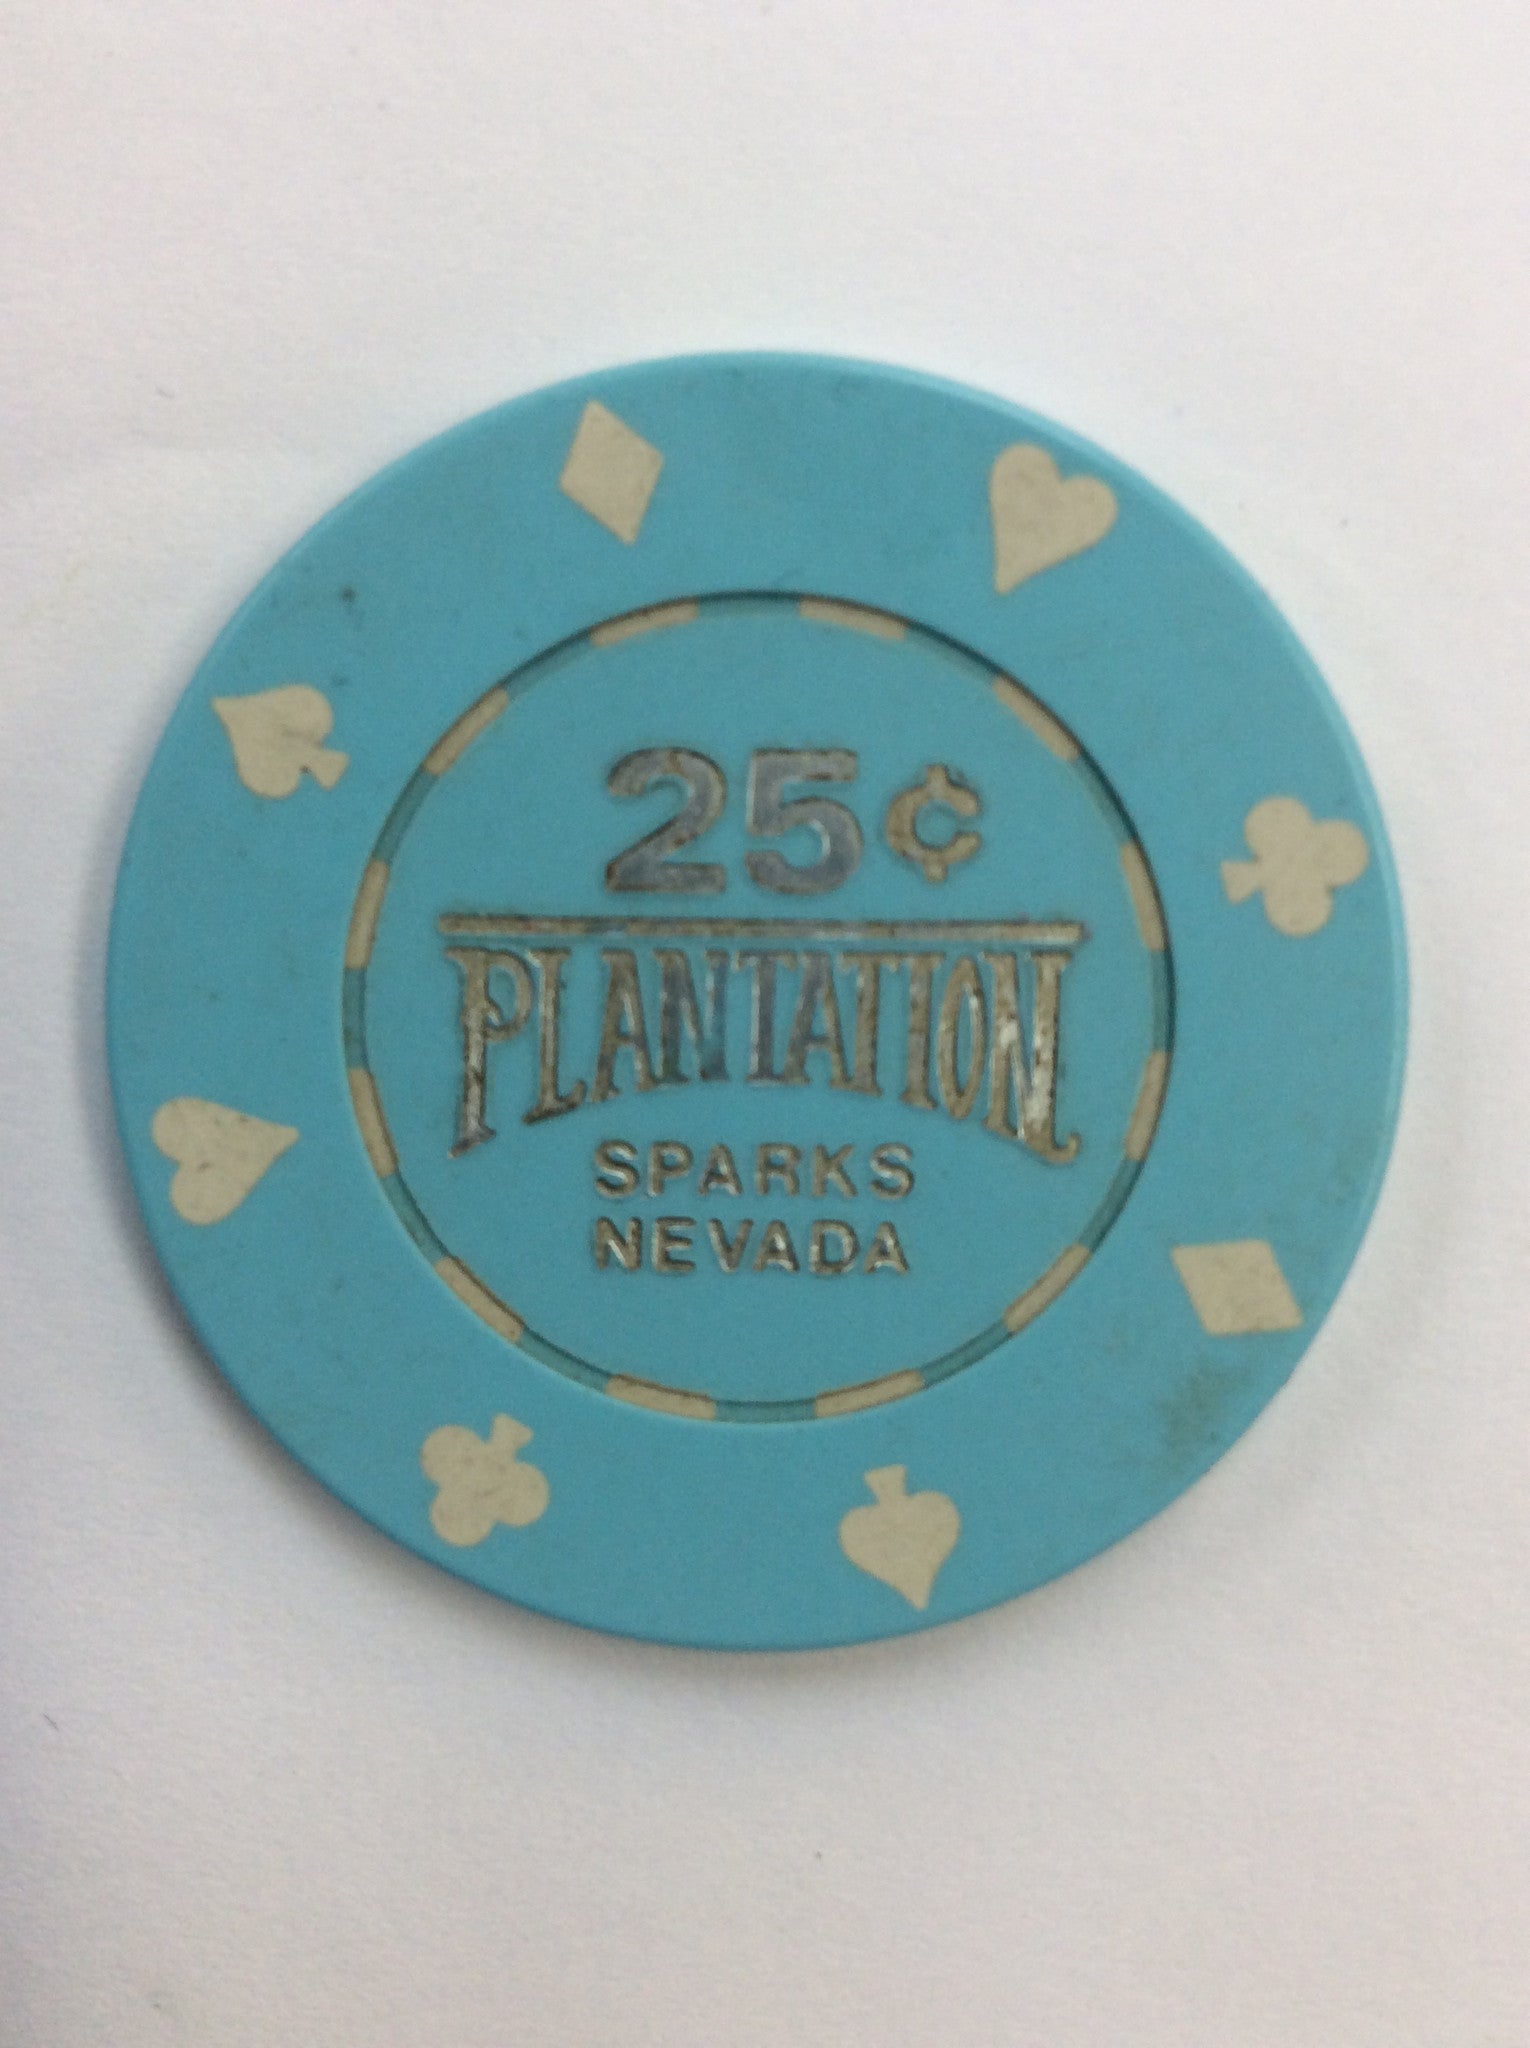 25¢
PLANTATION
SPARKS
NEVADA